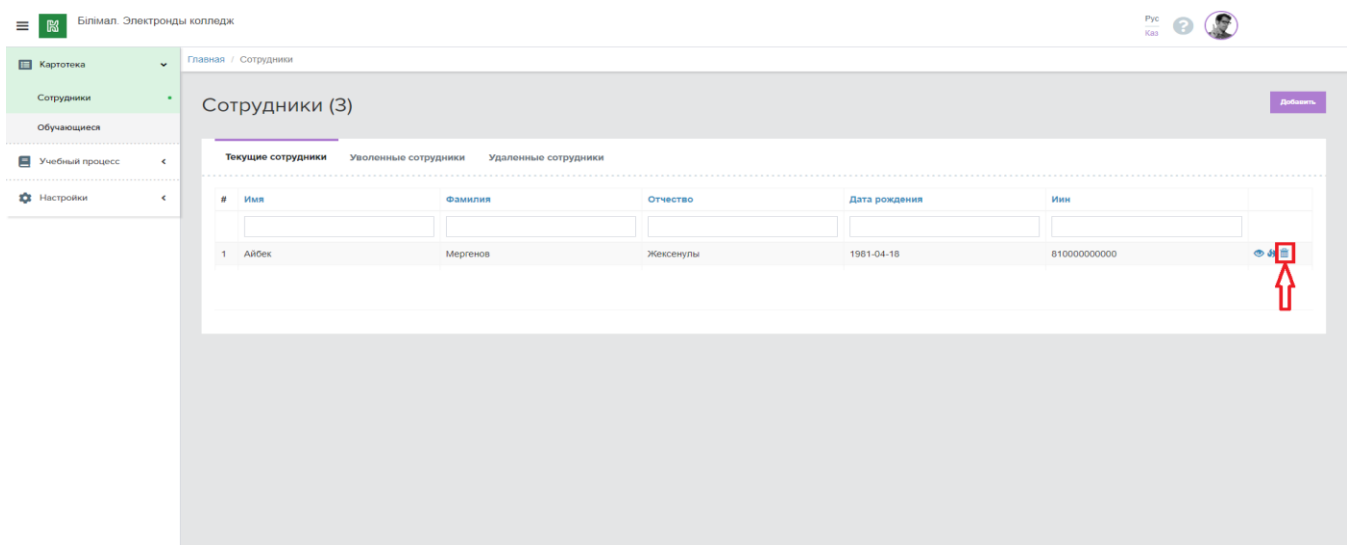 Білімал. Электронды колледж
Рус
Каз
?
Картотека
Сотрудники
Обучающиеся
Учебный процесс
Настройки
Главная / Сотрудники
Сотрудники (3)
Добавить
Текущие сотрудники Уволенные сотрудники Удаленные сотрудники
# Имя Фамилия Отчество Дата рождения Иин
1 Айбек Мергенов Жексенулы 1981-04-18 810000000000